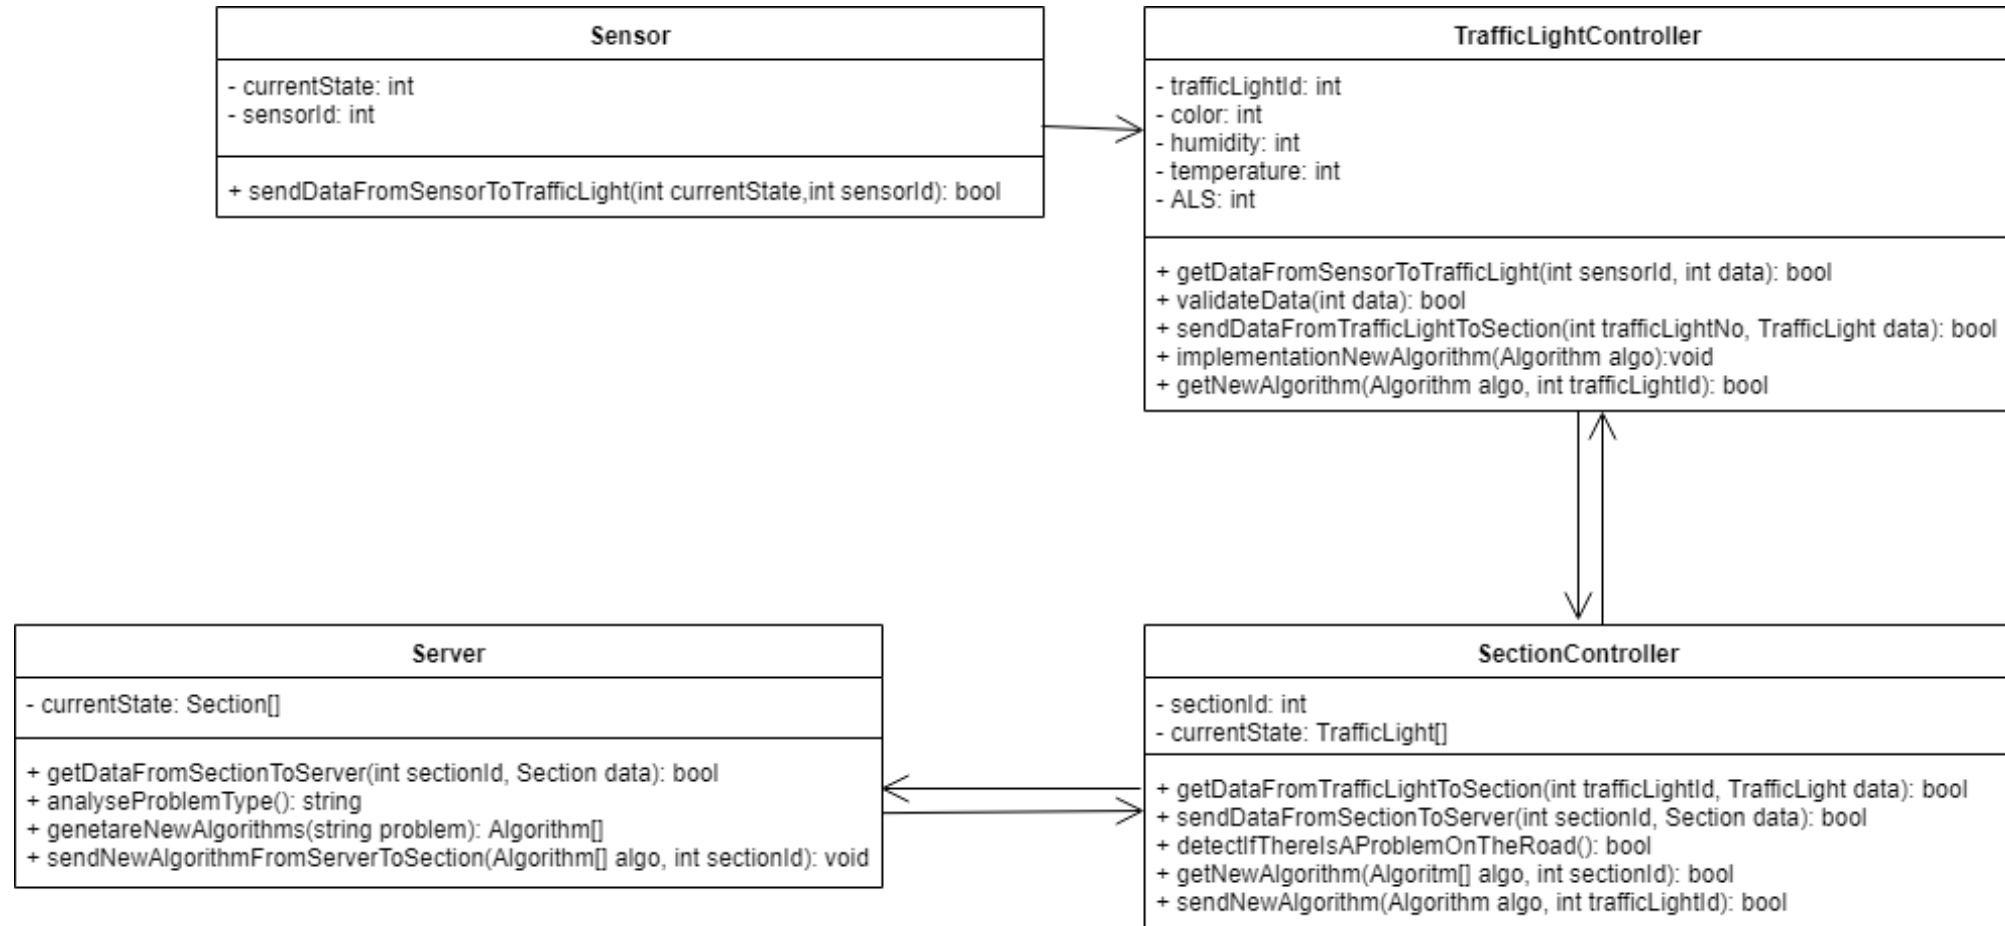 Sensor
- currentState: int
- sensorId: int
+ sendDataFromSensorToTrafficLight(int currentState,int sensorId): bool
TrafficLightController
- trafficLightId: int
- color: int
- humidity: int
- temperature: int
- ALS: int
+ getDataFromSensorToTrafficLight(int sensorId, int data): bool
+ validateData(int data): bool
+ sendDataFromTrafficLightToSection(int trafficLightNo, TrafficLight data): bool
+ implementationNewAlgorithm(Algorithm algo):void
+ getNewAlgorithm(Algorithm algo, int trafficLightId): bool
Server
- currentState: Section[]
+ getDataFromSectionToServer(int sectionId, Section data): bool
+ analyseProblemType(): string
+ genetareNewAlgorithms(string problem): Algorithm[]
+ sendNewAlgorithmFromServerToSection(Algorithm[] algo, int sectionId): void
SectionController
- sectionId: int
- currentState: TrafficLight[]
+ getDataFromTrafficLightToSection(int trafficLightId, TrafficLight data): bool
+ sendDataFromSectionToServer(int sectionId, Section data): bool
+ detectIfThereIsAProblemOnTheRoad(): bool
+ getNewAlgorithm(Algoritm[] algo, int sectionId): bool
+ sendNewAlgorithm(Algorithm algo, int trafficLightId): bool